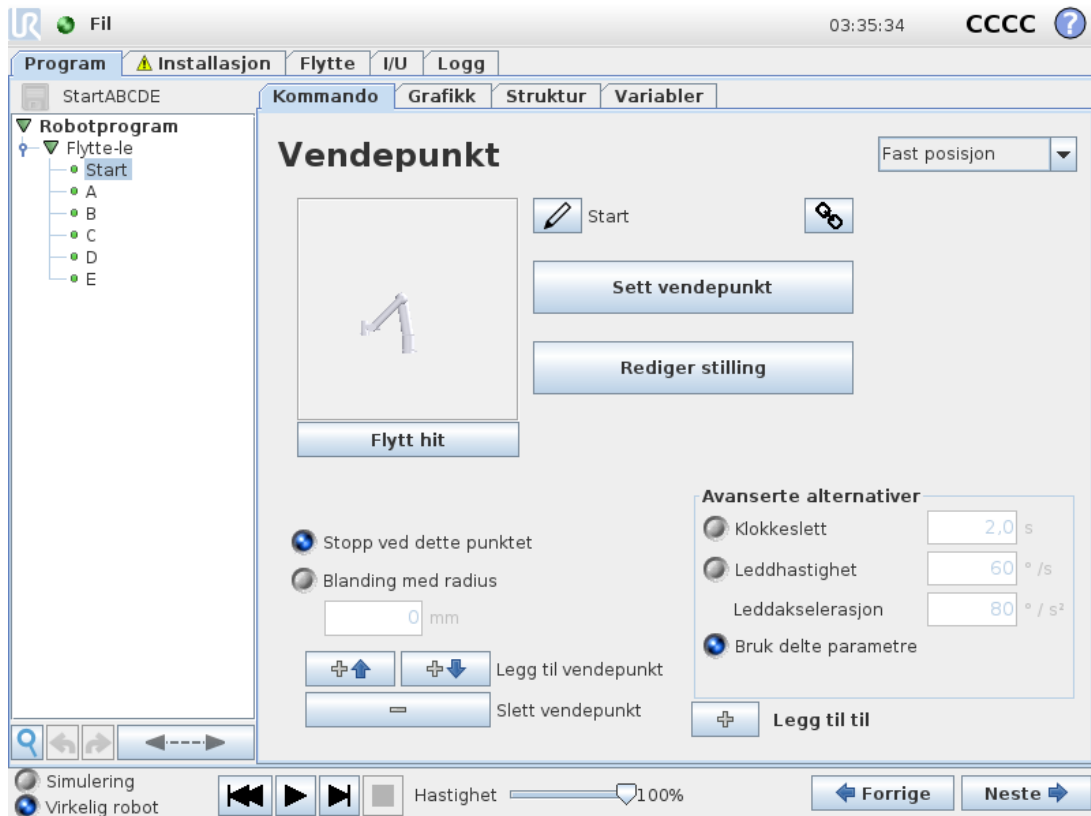 UR Fil 03:35:34 CCCC ?
Program Installasjon Flytte I/U Logg
StartABCDE
Kommando Grafikk Struktur Variabler
Robotprogram
Flytte-le
Start
A
B
C
D
E
Vendepunkt
Fast posisjon
Start
Sett vendepunkt
Rediger stilling
Flytt hit
Stopp ved dette punktet
Blanding med radius
0 mm
Legg til vendepunkt
Slett vendepunkt
Avanserte alternativer
Klokkeslett 2,0 s
Leddhastighet 60 ° /s
Leddakselerasjon 80 ° / s²
Bruk delte parametre
Legg til til
Simulering
Virkelig robot
Hastighet 100%
Forrige
Neste